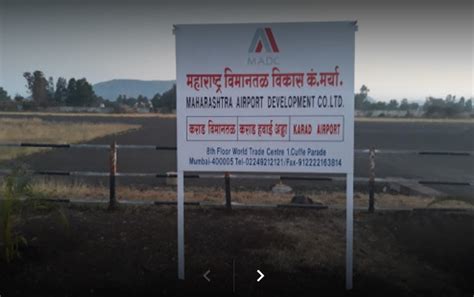 MADC
महाराष्ट्र विमानतळ विकास कं.मर्या.
MAHARASHTRA AIRPORT DEVELOPMENT CO.LTD.
कराड विमानतळ कराड हवाई अड्डा KARAD AIRPORT
8th Floor World Trade Centre 1,Cuffe Parade
Mumbai-400005 Tel-02249212121/Fax-912222163814